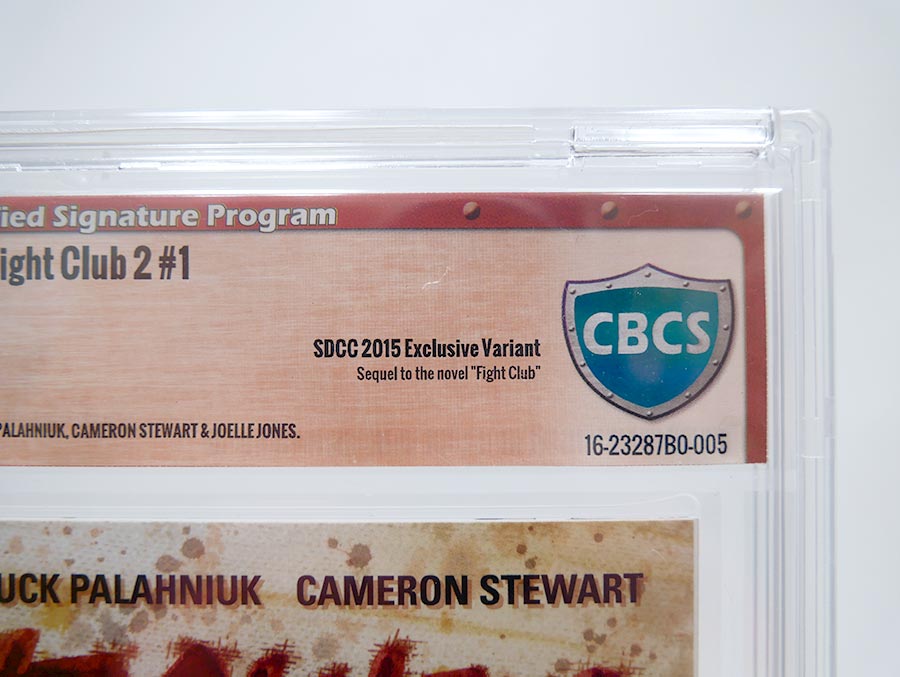 ied Signature Program
ight Club 2 #1
SDCC 2015 Exclusive Variant
Sequel to the novel "Fight Club"
CBCS
PALAHNIUK, CAMERON STEWART & JOELLE JONES.
16-23287B0-005
UCK PALAHNIUK CAMERON STEWART